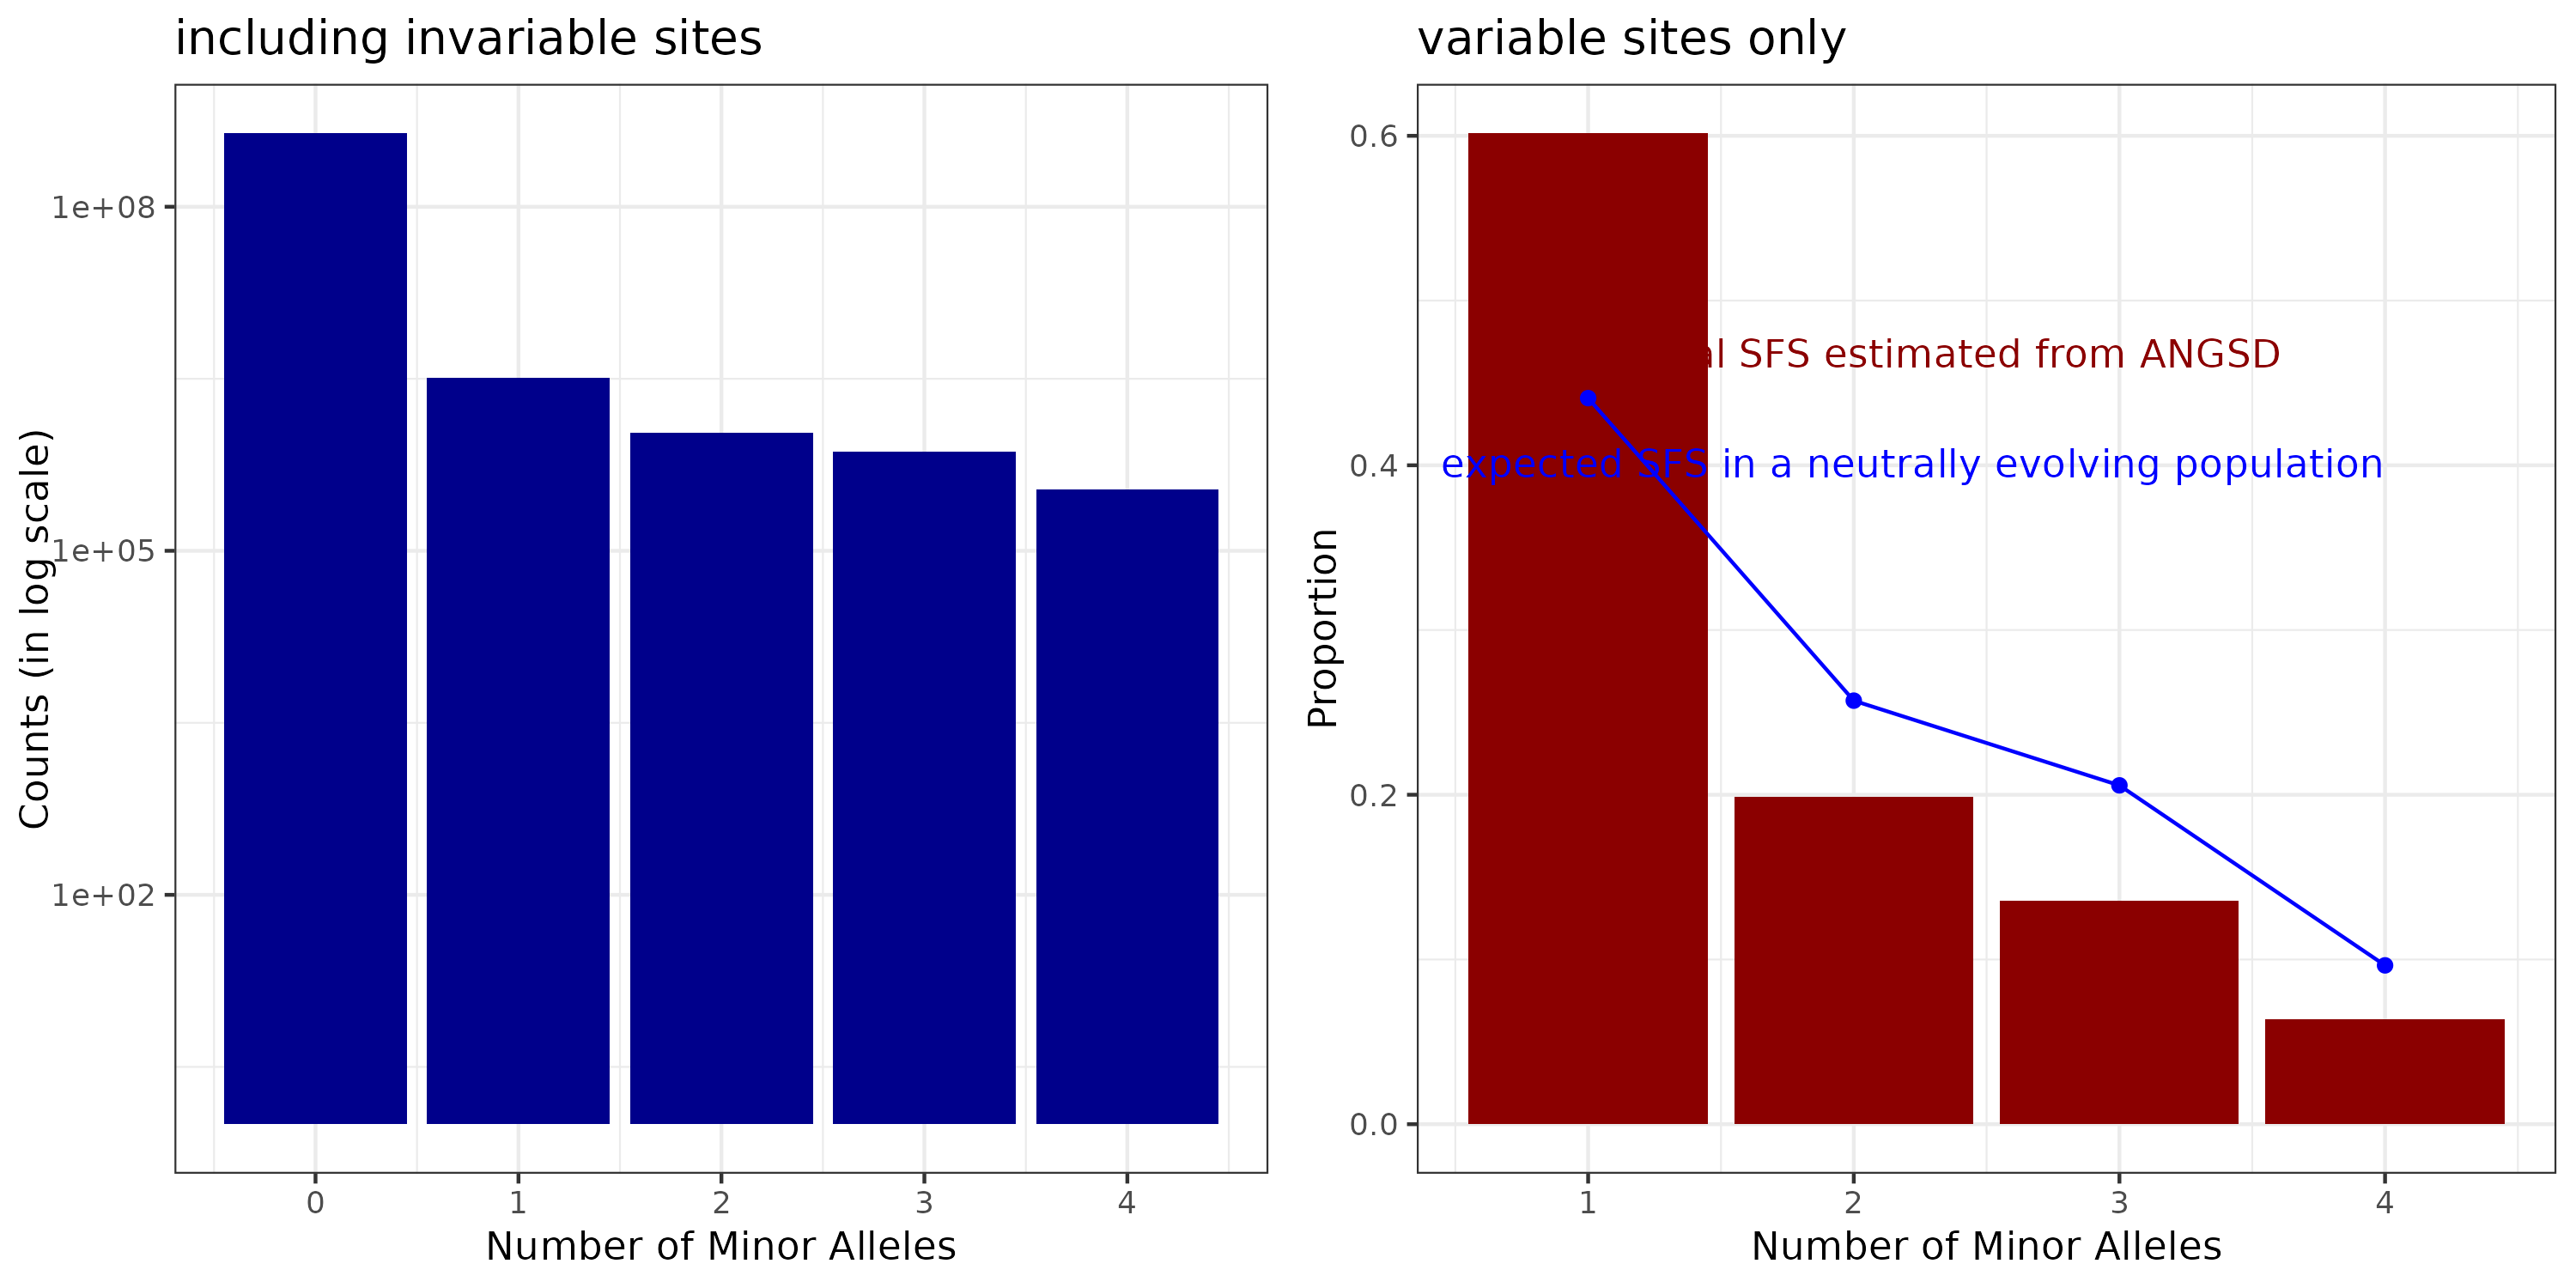 including invariable sites
Counts (in log scale)
1e+08
1e+05
1e+02
0 1 2 3 4
Number of Minor Alleles
variable sites only
Proportion
0.6
0.4
0.2
0.0
SFS estimated from ANGSD
expected SFS in a neutrally evolving population
1 2 3 4
Number of Minor Alleles